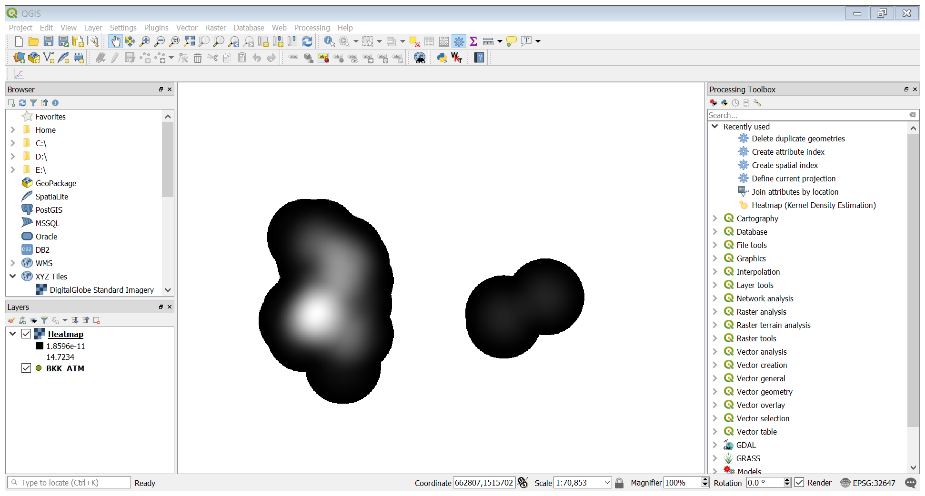 QGIS
Project Edit View Layer Settings Plugins Vector Raster Database Web Processing Help
Browser
Favorites
Home
C:\
D:\
E:\
GeoPackage
SpatiaLite
PostGIS
MSSQL
Oracle
DB2
WMS
XYZ Tiles
DigitalGlobe Standard Imagery
Layers
Heatmap
1.8596e-11
14.7234
BKK_ATM
Processing Toolbox
Search...
Recently used
Delete duplicate geometries
Create attribute index
Create spatial index
Define current projection
Join attributes by location
Heatmap (Kernel Density Estimation)
Cartography
Database
File tools
Graphics
Interpolation
Layer tools
Network analysis
Raster analysis
Raster terrain analysis
Raster tools
Vector analysis
Vector creation
Vector general
Vector geometry
Vector overlay
Vector selection
Vector table
GDAL
GRASS
Models
Type to locate (Ctrl+K) Ready Coordinate 662807,1515702 Scale 1:70,853 Magnifier 100% Rotation 0.0 ° Render EPSG:32647